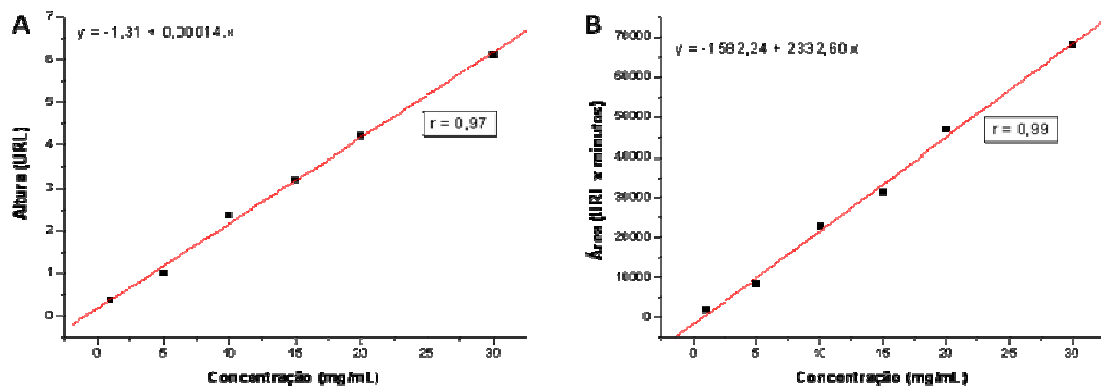 A
y = -1,31 + 0,00014.x
r = 0,97
Altura (URL)
7
6
5
4
3
2
1
0
0 5 10 15 20 25 30
Concentração (mg/mL)
B
y = -1582,24 + 2332,60 x
r = 0,99
Área (URL x minutos)
70000
60000
50000
40000
30000
20000
10000
0
0 5 10 15 20 25 30
Concentração (mg/mL)